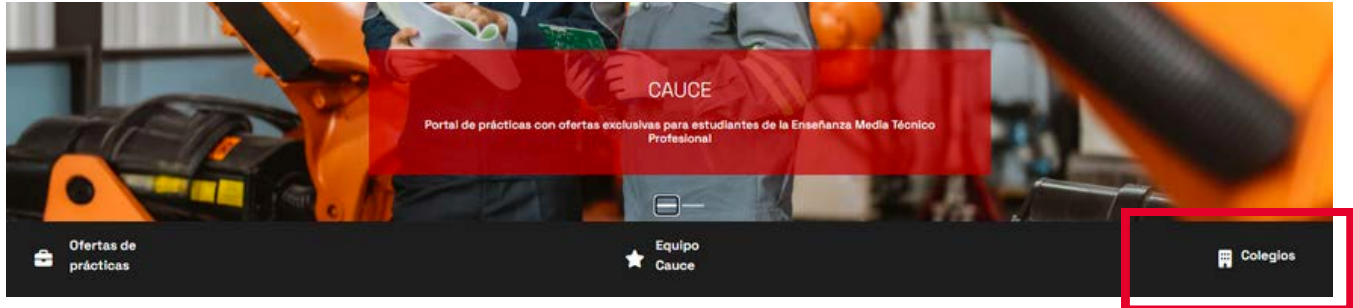 CAUCE
Portal de prácticas con ofertas exclusivas para estudiantes de la Enseñanza Media Técnico
Profesional
Ofertas de
prácticas
Equipo
Cauce
Colegios